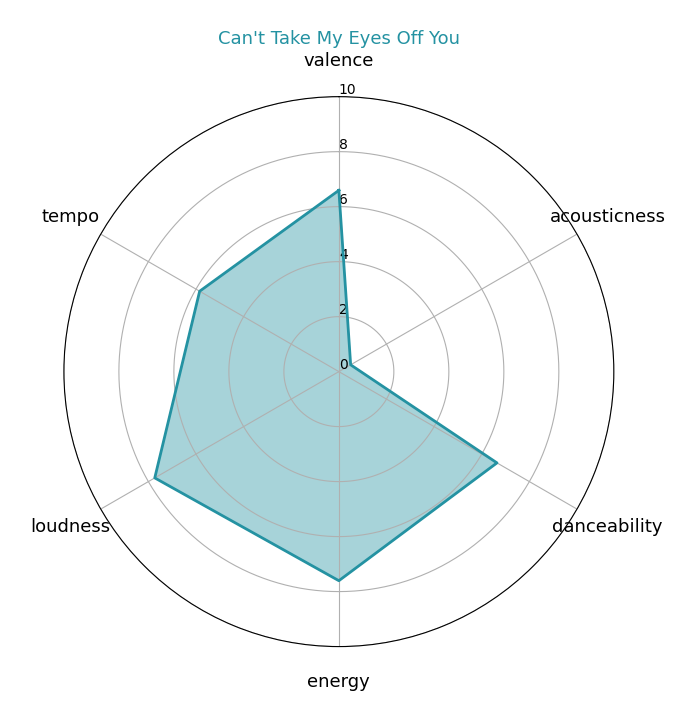 Can't Take My Eyes Off You
valence
10
8
tempo
6
acousticness
4
2
0
loudness
danceability
energy